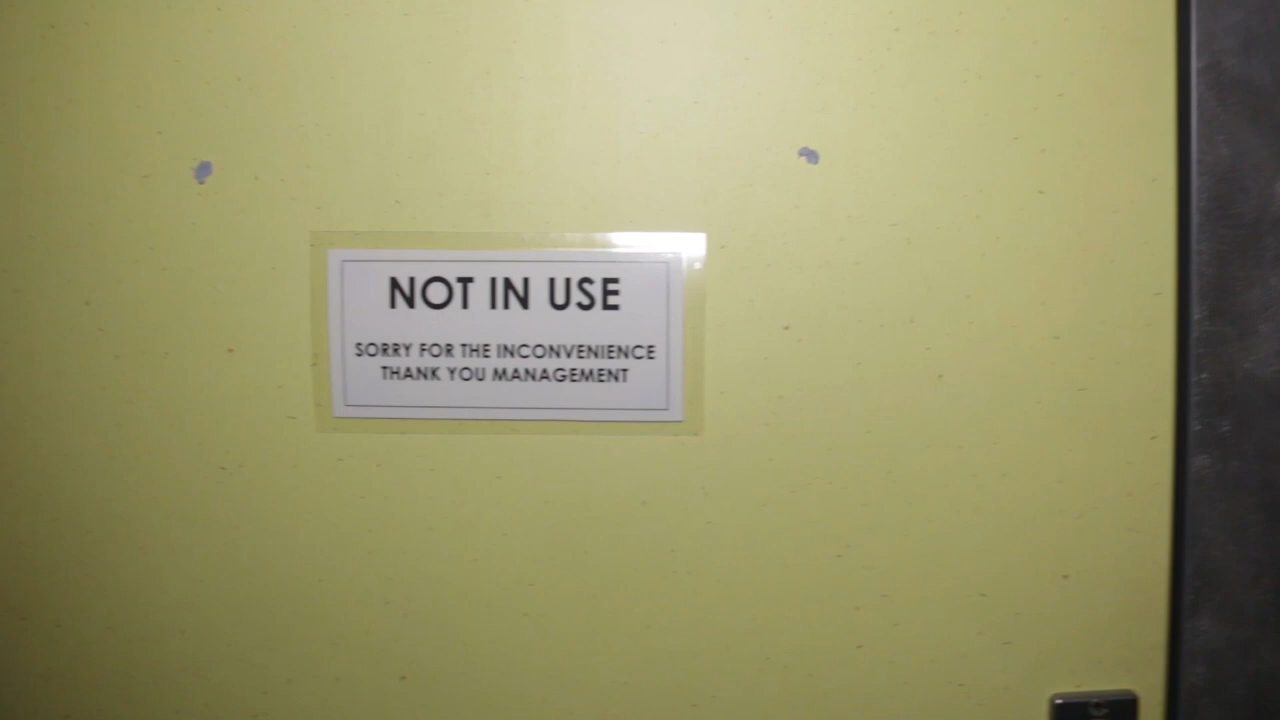 NOT IN USE
SORRY FOR THE INCONVENIENCE
THANK YOU MANAGEMENT